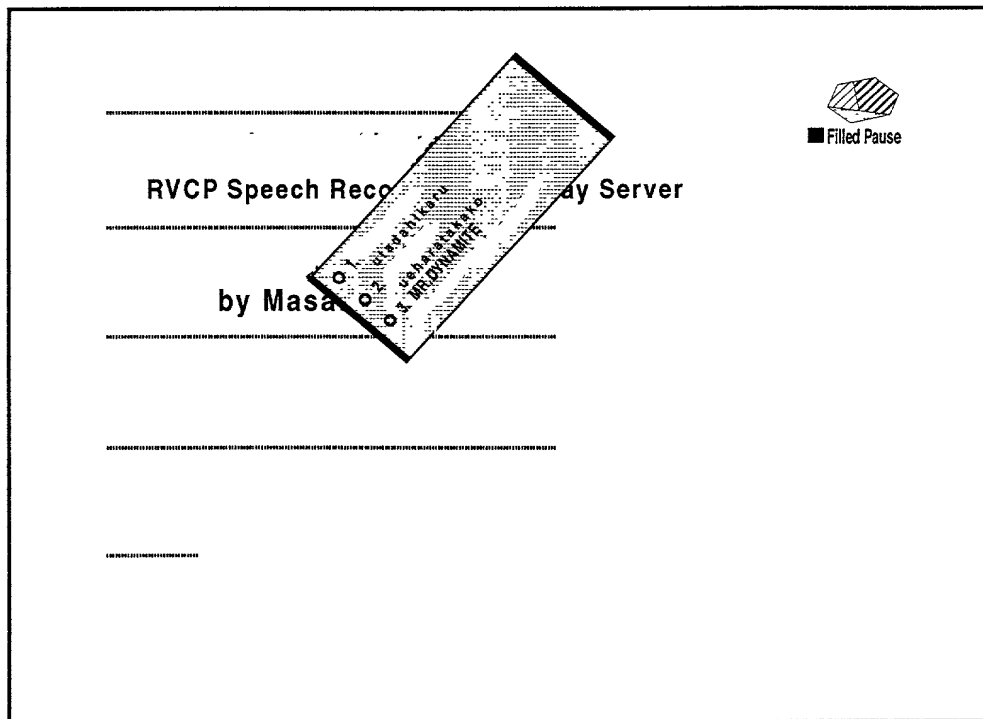 Filled Pause
RVCP Speech Reco ay Server
by Masa
1. utadahikaru
2. ueharatakako
3. MR.DYNAMITE